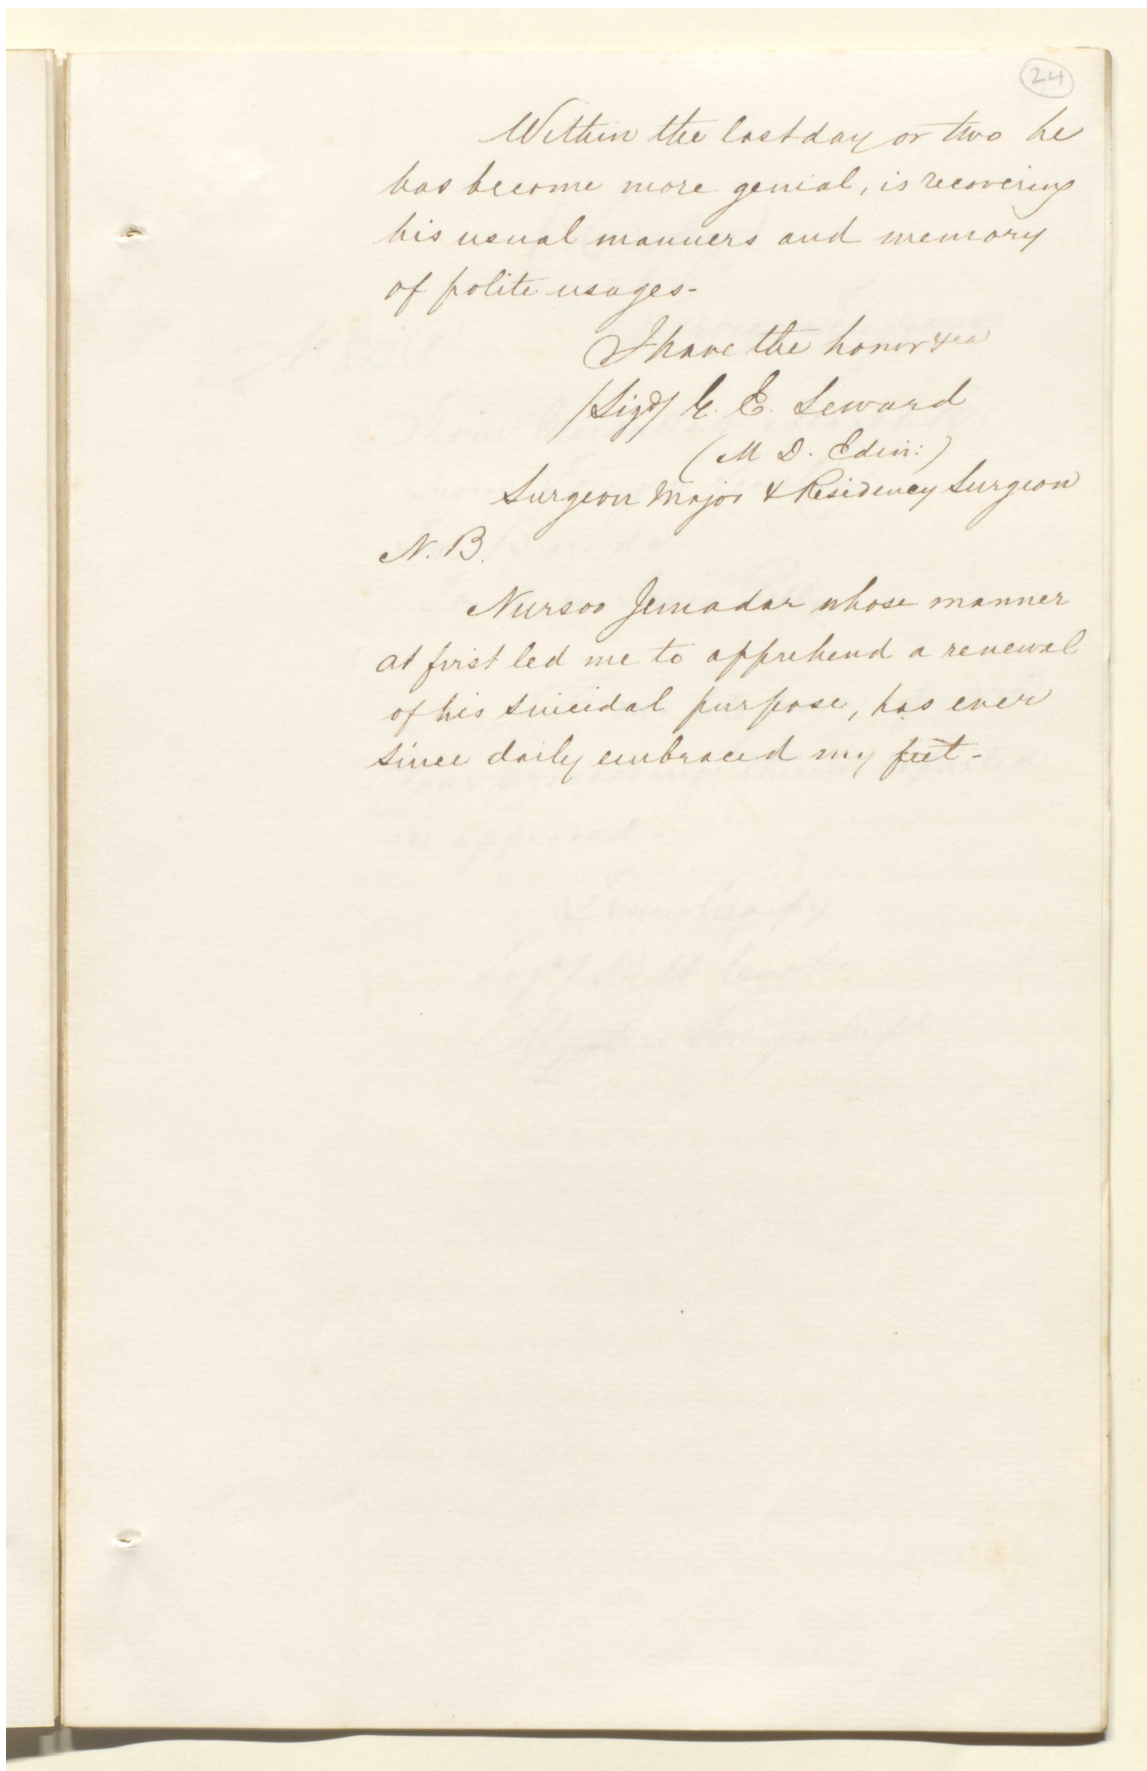 24
Within the last day or two he
has become more genial, is recovering
his usual manners and memory
of polite usages-
I have the honor &ca
/Sigd/ G. E. Seward
(M D. Edin:)
Surgeon Major & Residency Surgeon
N. B.
Nursoo Jemadar whose manner
at first led me to apprehend a renewal
of his suicidal purpose, has ever
since daily embraced my feet-